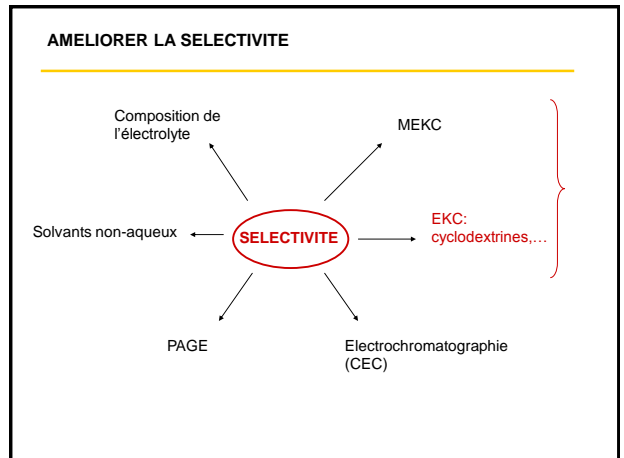 AMELIORER LA SELECTIVITE
Composition de
l'électrolyte
MEKC
Solvants non-aqueux
SELECTIVITE
EKC:
cyclodextrines,…
PAGE
Electrochromatographie
(CEC)